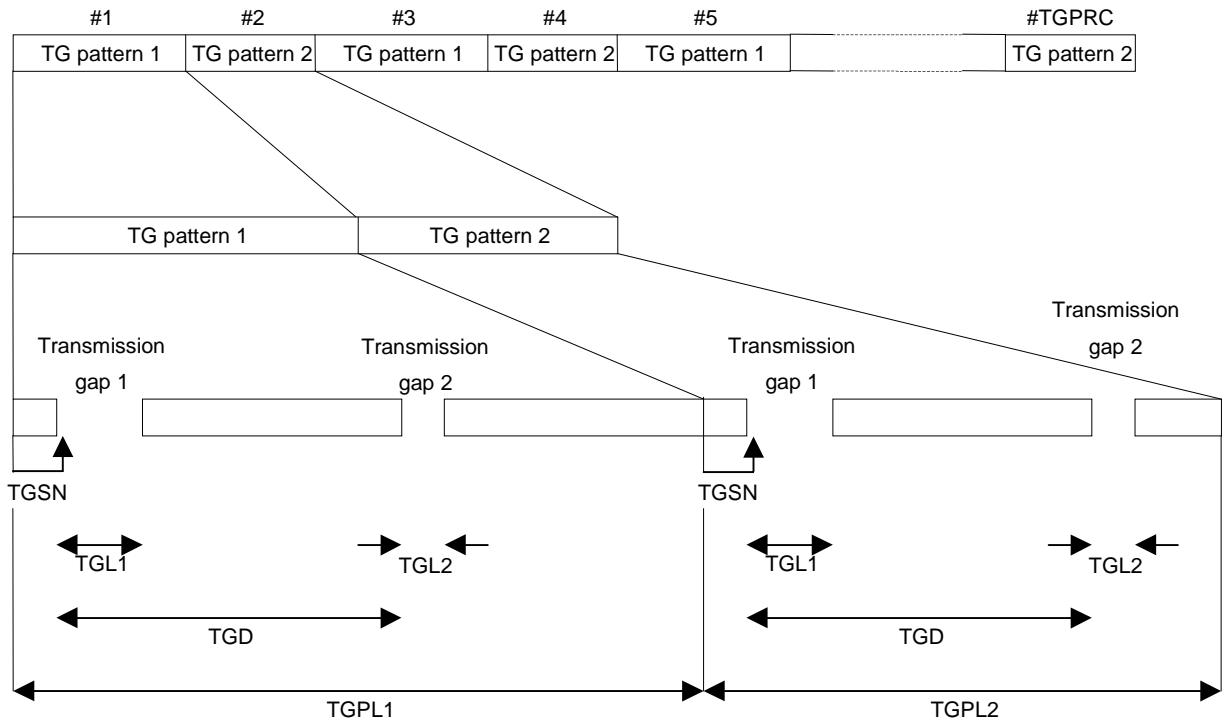 #1 #2 #3 #4 #5 #TGPRC
TG pattern 1 TG pattern 2 TG pattern 1 TG pattern 2 TG pattern 1 TG pattern 2
TG pattern 1 TG pattern 2
Transmission
gap 1
Transmission
gap 2
Transmission
gap 1
Transmission
gap 2
TGSN TGSN
TGL1 TGL2 TGL1 TGL2
TGD TGD
TGPL1 TGPL2